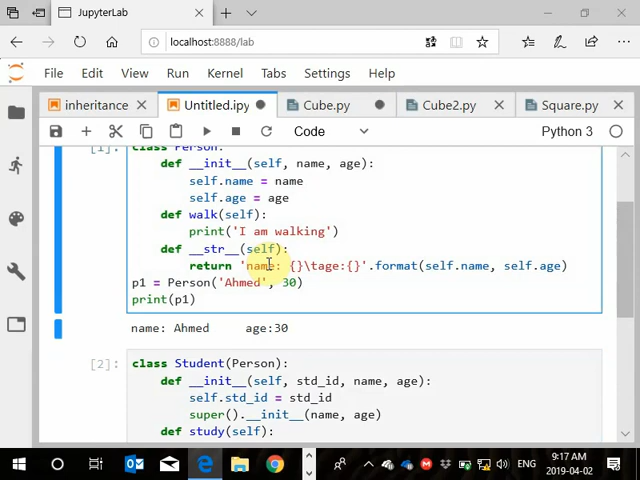 JupyterLab
localhost:8888/lab
File Edit View Run Kernel Tabs Settings Help
inheritance Untitled.ipy Cube.py Cube2.py Square.py
Code Python 3
[1]: class Person:
def __init__(self, name, age):
self.name = name
self.age = age
def walk(self):
print('I am walking')
def __str__(self):
return 'name: {}\tage:{}'.format(self.name, self.age)
p1 = Person('Ahmed', 30)
print(p1)
name: Ahmed age:30
[2]: class Student(Person):
def __init__(self, std_id, name, age):
self.std_id = std_id
super().__init__(name, age)
def study(self):
ENG 9:17 AM
2019-04-02